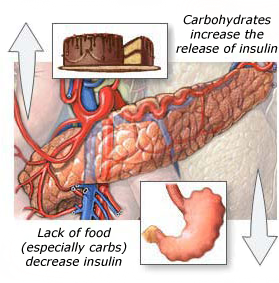 Carbohydrates
increase the
release of insulin
Lack of food
(especially carbs)
decrease insulin